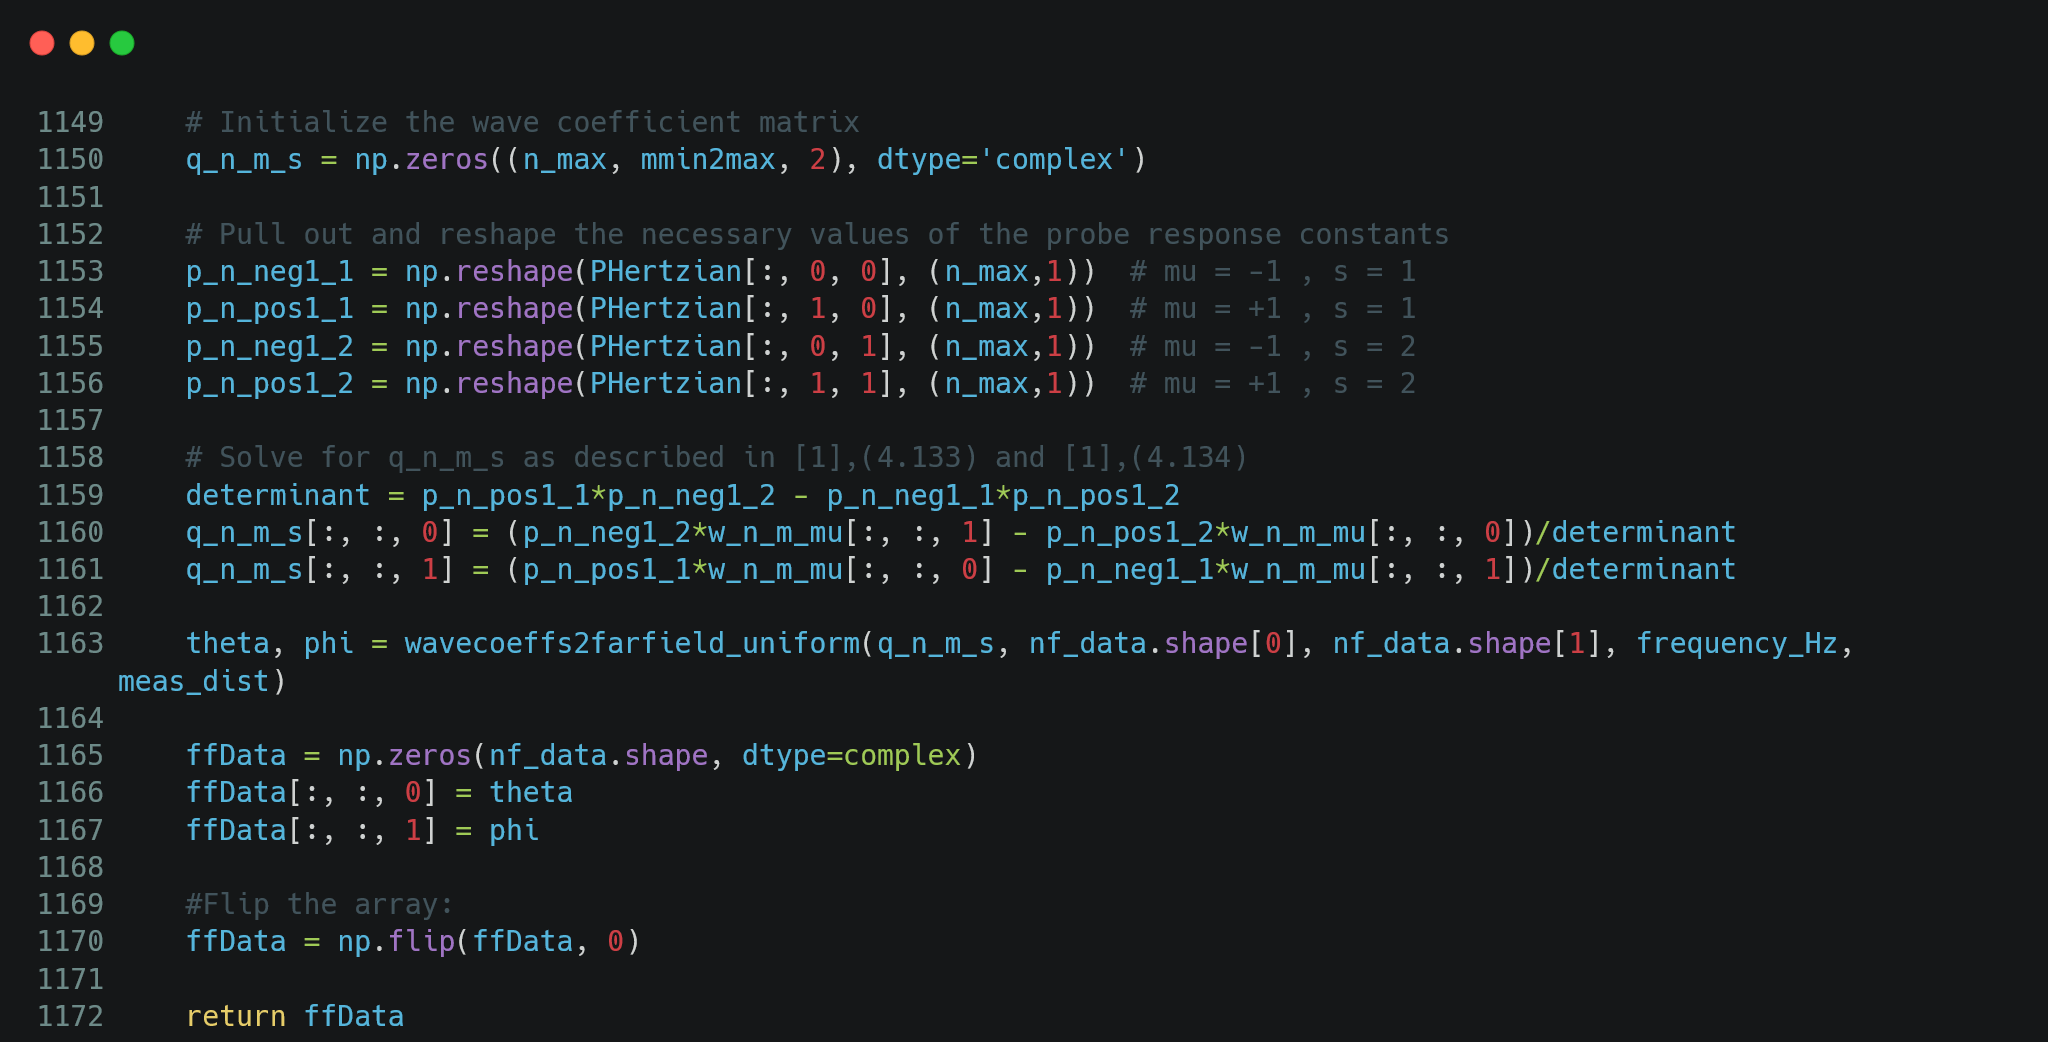 1149     # Initialize the wave coefficient matrix
1150     q_n_m_s = np.zeros((n_max, mmin2max, 2), dtype='complex')
1151
1152     # Pull out and reshape the necessary values of the probe response constants
1153     p_n_neg1_1 = np.reshape(PHertzian[:, 0, 0], (n_max,1))  # mu = -1 , s = 1
1154     p_n_pos1_1 = np.reshape(PHertzian[:, 1, 0], (n_max,1))  # mu = +1 , s = 1
1155     p_n_neg1_2 = np.reshape(PHertzian[:, 0, 1], (n_max,1))  # mu = -1 , s = 2
1156     p_n_pos1_2 = np.reshape(PHertzian[:, 1, 1], (n_max,1))  # mu = +1 , s = 2
1157
1158     # Solve for q_n_m_s as described in [1],(4.133) and [1],(4.134)
1159     determinant = p_n_pos1_1*p_n_neg1_2 - p_n_neg1_1*p_n_pos1_2
1160     q_n_m_s[:, :, 0] = (p_n_neg1_2*w_n_m_mu[:, :, 1] - p_n_pos1_2*w_n_m_mu[:, :, 0])/determinant
1161     q_n_m_s[:, :, 1] = (p_n_pos1_1*w_n_m_mu[:, :, 0] - p_n_neg1_1*w_n_m_mu[:, :, 1])/determinant
1162
1163     theta, phi = wavecoeffs2farfield_uniform(q_n_m_s, nf_data.shape[0], nf_data.shape[1], frequency_Hz,
meas_dist)
1164
1165     ffData = np.zeros(nf_data.shape, dtype=complex)
1166     ffData[:, :, 0] = theta
1167     ffData[:, :, 1] = phi
1168
1169     #Flip the array:
1170     ffData = np.flip(ffData, 0)
1171
1172     return ffData